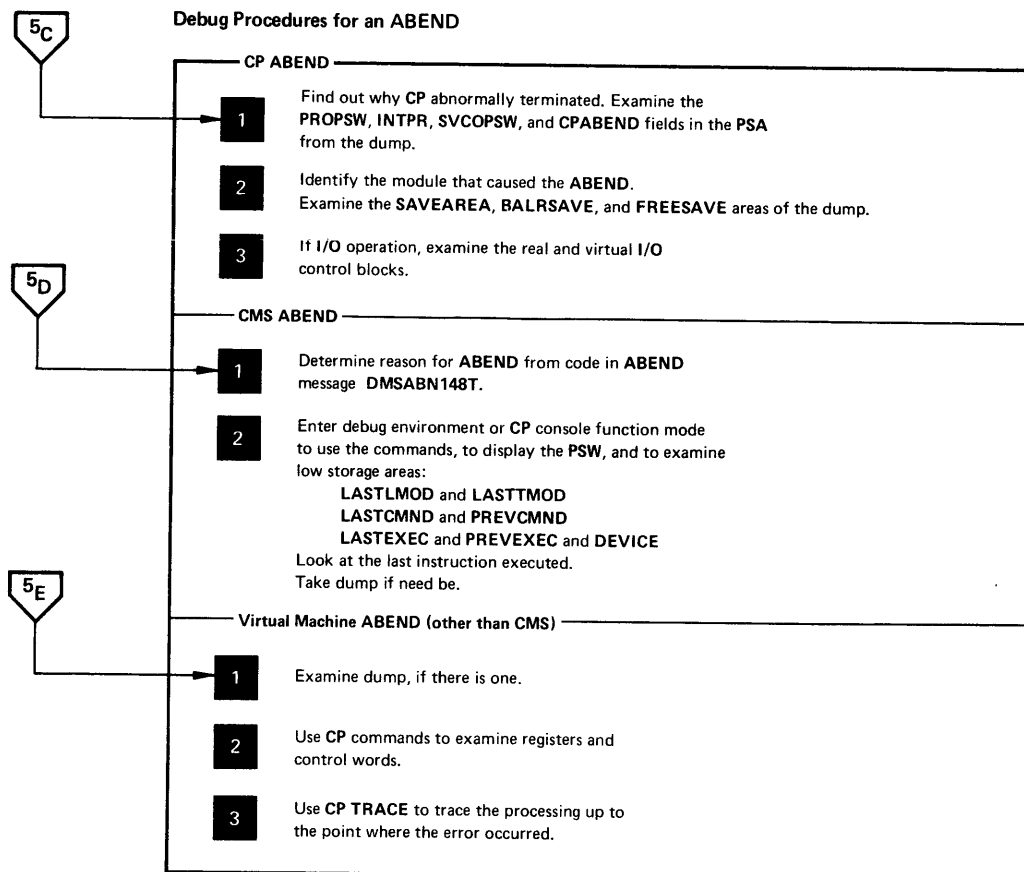 Debug Procedures for an ABEND
5C
CP ABEND
1
Find out why CP abnormally terminated. Examine the
PROPSW, INTPR, SVCOPSW, and CPABEND fields in the PSA
from the dump.
2
Identify the module that caused the ABEND.
Examine the SAVEAREA, BALRSAVE, and FREESAVE areas of the dump.
3
If I/O operation, examine the real and virtual I/O
control blocks.
5D
CMS ABEND
1
Determine reason for ABEND from code in ABEND
message DMSABN148T.
2
Enter debug environment or CP console function mode
to use the commands, to display the PSW, and to examine
low storage areas:
LASTLMOD and LASTTMOD
LASTCMND and PREVCMND
LASTEXEC and PREVEXEC and DEVICE
Look at the last instruction executed.
Take dump if need be.
5E
Virtual Machine ABEND (other than CMS)
1
Examine dump, if there is one.
2
Use CP commands to examine registers and
control words.
3
Use CP TRACE to trace the processing up to
the point where the error occurred.